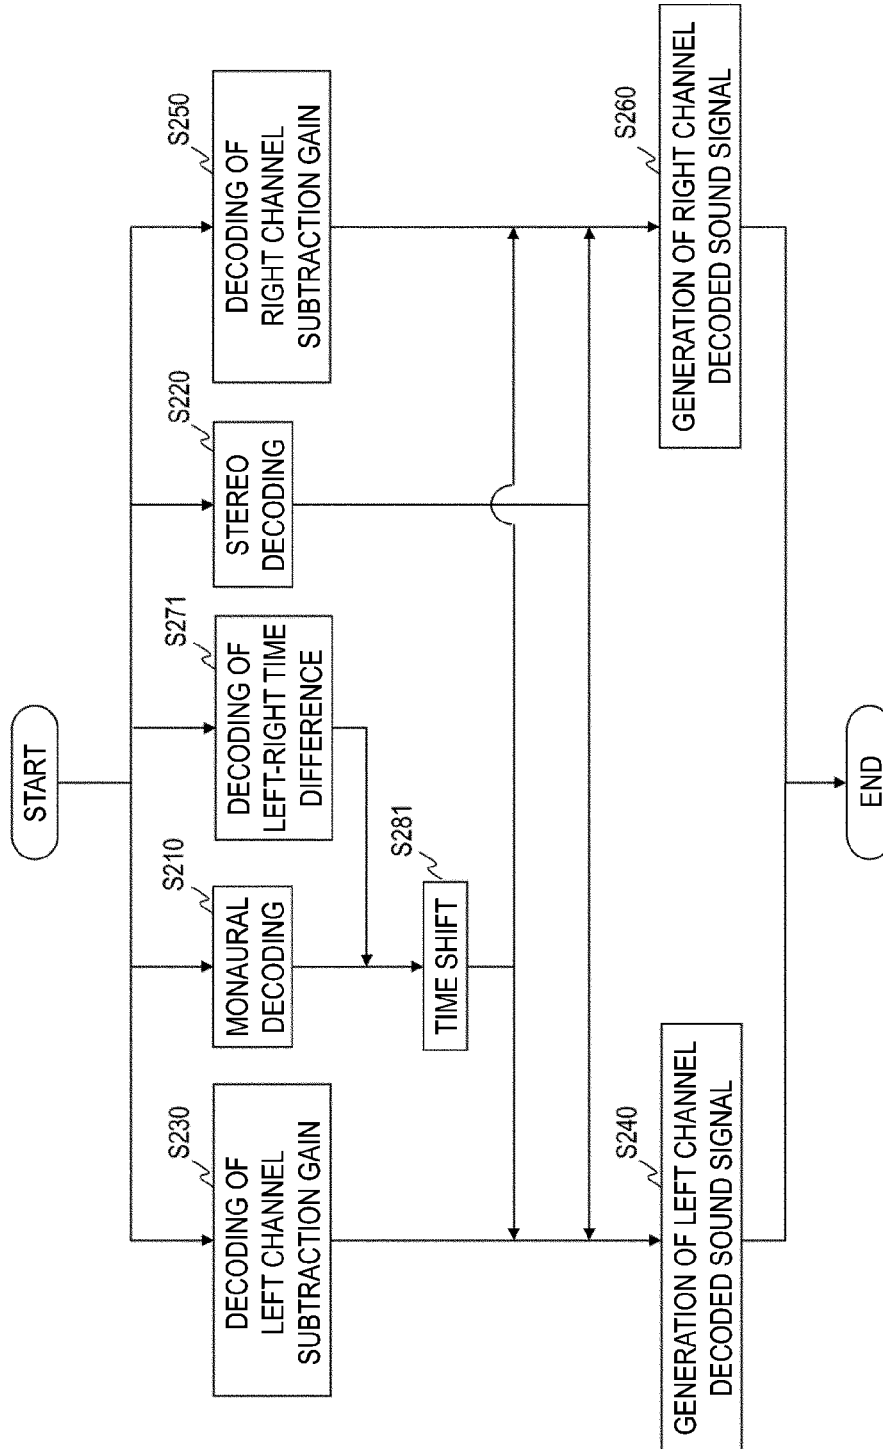 START
S230
DECODING OF
LEFT CHANNEL
SUBTRACTION GAIN
S210
MONAURAL
DECODING
S271
DECODING OF
LEFT-RIGHT TIME
DIFFERENCE
S220
STEREO
DECODING
S250
DECODING OF
RIGHT CHANNEL
SUBTRACTION GAIN
S281
TIME SHIFT
S240
GENERATION OF LEFT CHANNEL
DECODED SOUND SIGNAL
S260
GENERATION OF RIGHT CHANNEL
DECODED SOUND SIGNAL
END